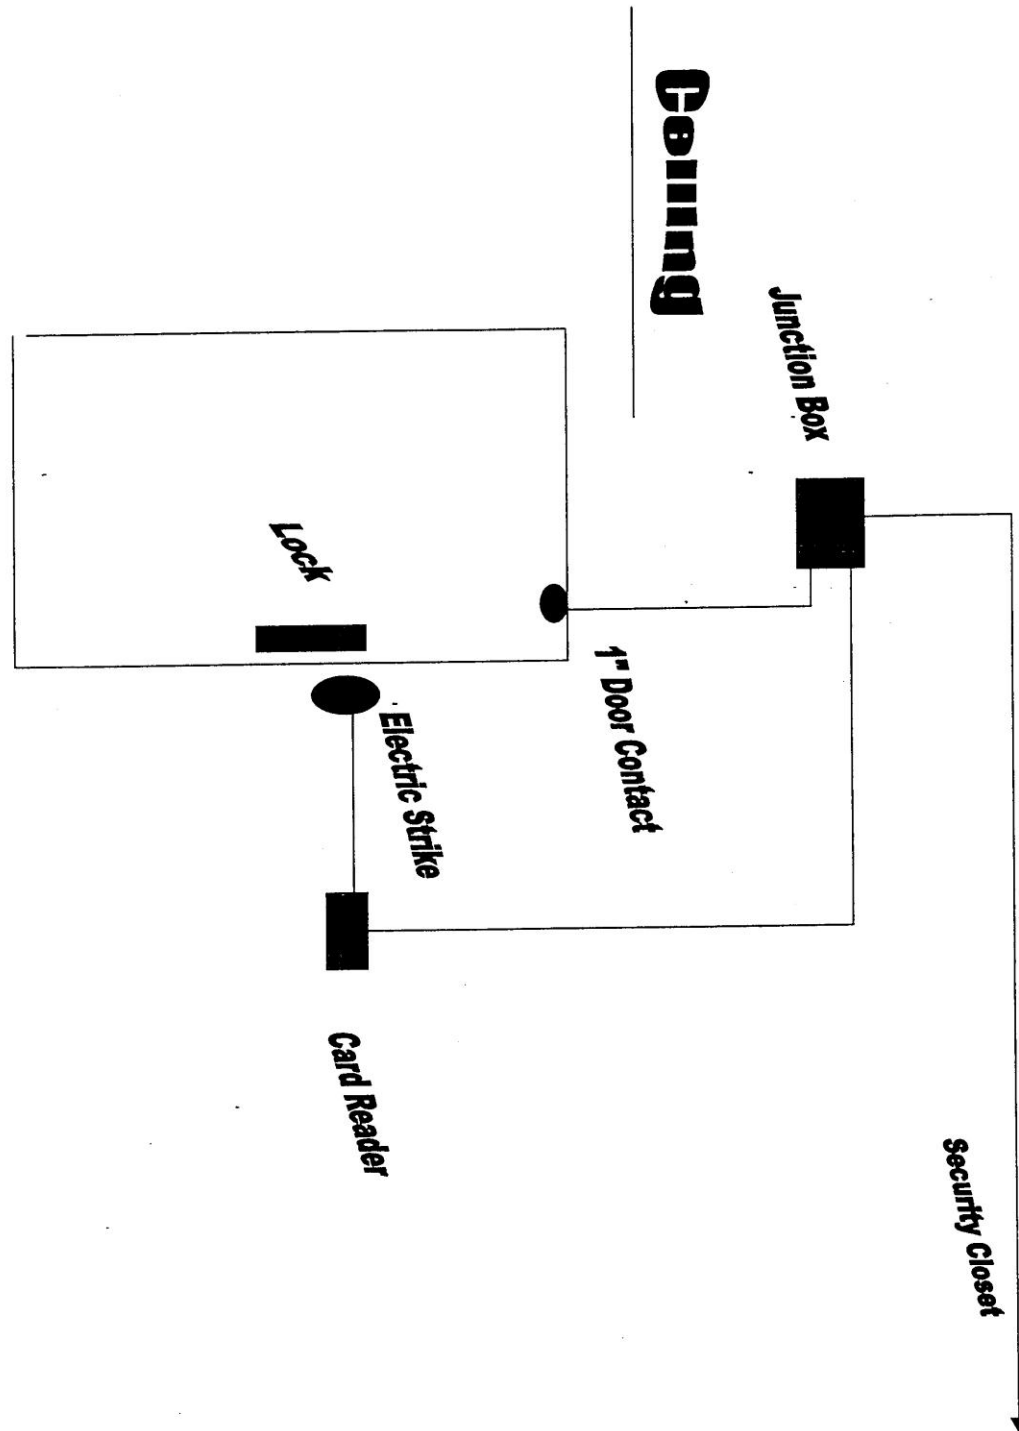 Ceiling
Junction Box
Security Closet
1" Door Contact
Lock
Electric Strike
Card Reader